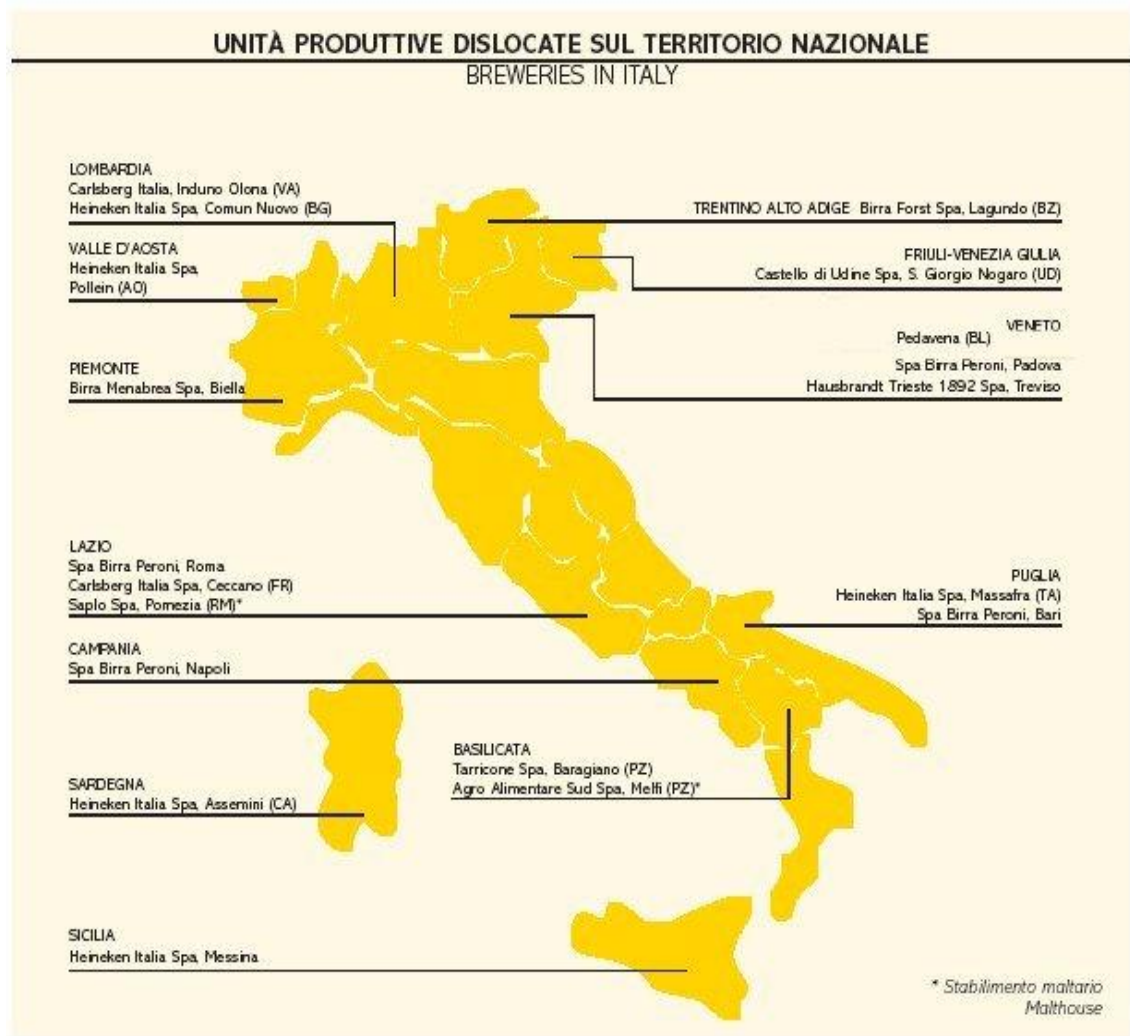 UNITÀ PRODUTTIVE DISLOCATE SUL TERRITORIO NAZIONALE
BREWERIES IN ITALY
LOMBARDIA
Carlsberg Italia, Induno Olona (VA)
Heineken Italia Spa, Comun Nuovo (BG)
VALLE D'AOSTA
Heineken Italia Spa,
Pollein (AO)
PIEMONTE
Birra Menabrea Spa, Biella
TRENTINO ALTO ADIGE Birra Forst Spa, Lagundo (BZ)
FRIULI-VENEZIA GIULIA
Castello di Udine Spa, S. Giorgio Nogaro (UD)
VENETO
Pedavena (BL)
Spa Birra Peroni, Padova
Hausbrandt Trieste 1892 Spa, Treviso
LAZIO
Spa Birra Peroni, Roma
Carlsberg Italia Spa, Ceccano (FR)
Saplo Spa, Pomezia (RM)*
CAMPANIA
Spa Birra Peroni, Napoli
PUGLIA
Heineken Italia Spa, Massafra (TA)
Spa Birra Peroni, Bari
BASILICATA
Tarricone Spa, Baragiano (PZ)
Agro Alimentare Sud Spa, Melfi (PZ)*
SARDEGNA
Heineken Italia Spa, Assemini (CA)
SICILIA
Heineken Italia Spa, Messina
* Stabilimento maltario
Malthouse